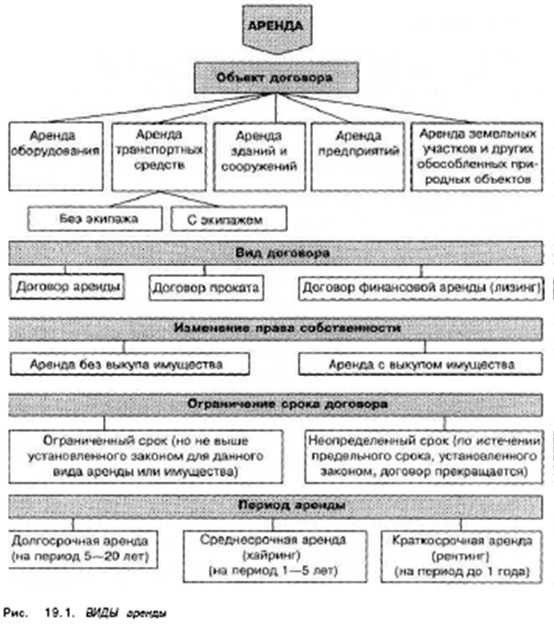 АРЕНДА
Объект договора
Аренда
оборудования
Аренда
транспортных
средств
Аренда
зданий и
сооружений
Аренда
предприятий
Аренда земельных
участков и других
обособленных при-
родных объектов
Без экипажа
С экипажем
Вид договора
Договор аренды
Договор проката
Договор финансовой аренды (лизинг)
Изменение права собственности
Аренда без выкупа имущества
Аренда с выкупом имущества
Ограничение срока договора
Ограниченный срок (но не выше
установленного законом для данного
вида аренды или имущества)
Неопределенный срок (по истечении
предельного срока, установленного
законом, договор прекращается)
Период аренды
Долгосрочная аренда
(на период 5—20 лет)
Среднесрочная аренда
(хайринг)
(на период 1—5 лет)
Краткосрочная аренда
(рентинг)
(на период до 1 года)
Рис. 19.1. ВИДЫ аренды